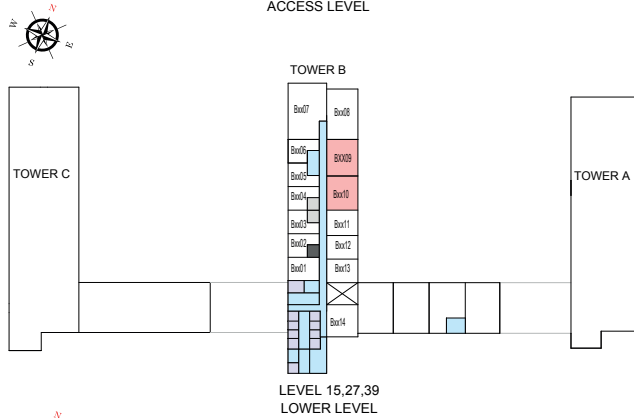 ACCESS LEVEL
N
W
E
S
TOWER B
Bxx07
Bxx08
Bxx06
BXX09
Bxx05
TOWER C
TOWER A
Bxx04
Bxx10
Bxx03
Bxx11
Bxx02
Bxx12
Bxx01
Bxx13
Bxx14
LEVEL 15,27,39
LOWER LEVEL
N